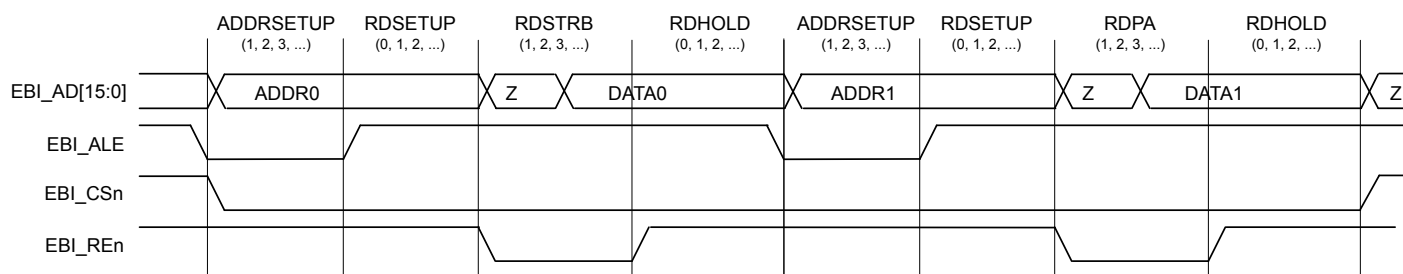 ADDRSETUP RDSETUP RDSTRB RDHOLD ADDRSETUP RDSETUP RDPA RDHOLD
(1, 2, 3, ...) (0, 1, 2, ...) (1, 2, 3, ...) (0, 1, 2, ...) (1, 2, 3, ...) (0, 1, 2, ...) (1, 2, 3, ...) (0, 1, 2, ...)
EBI_AD[15:0] ADDR0 Z DATA0 ADDR1 Z DATA1 Z
EBI_ALE
EBI_CSn
EBI_REn